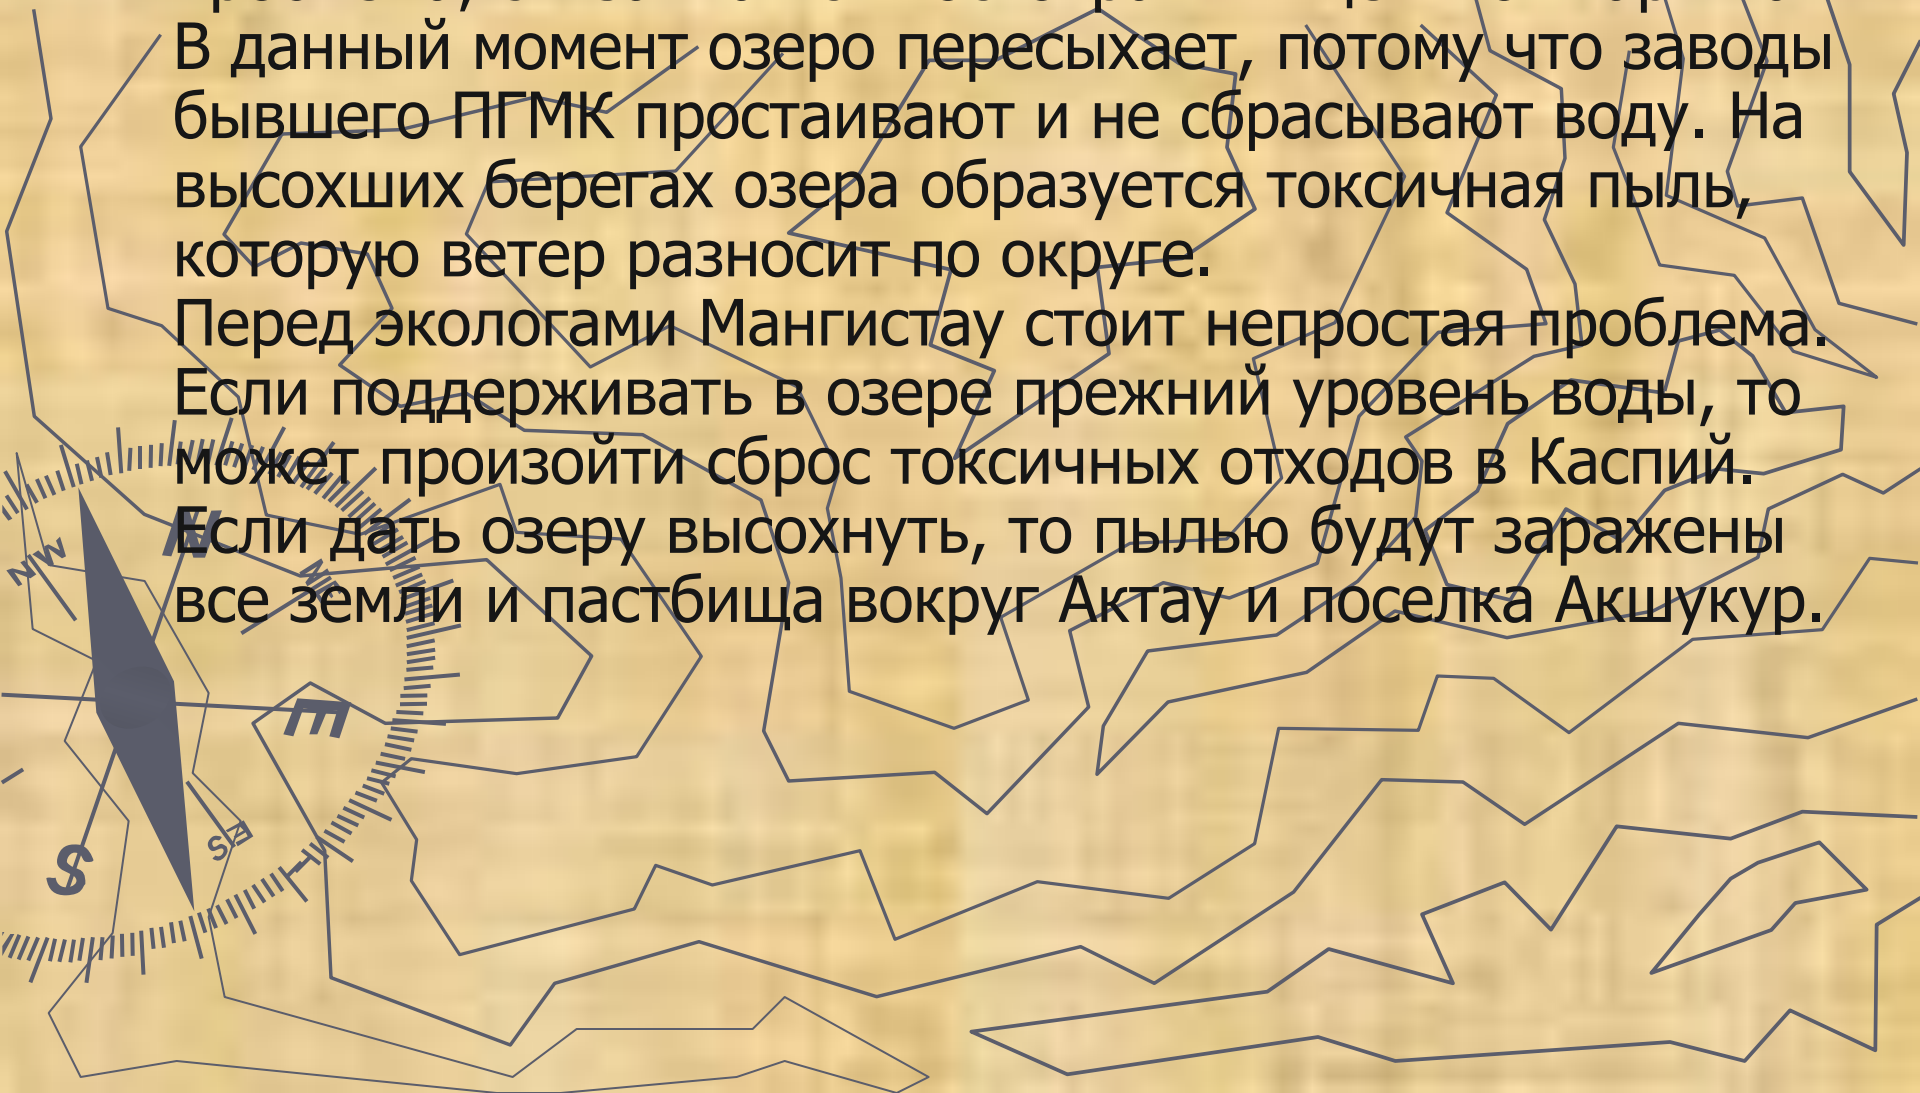 В данный момент озеро пересыхает, потому что заводы
бывшего ПГМК простаивают и не сбрасывают воду. На
высохших берегах озера образуется токсичная пыль,
которую ветер разносит по округе.
Перед экологами Мангистау стоит непростая проблема.
Если поддерживать в озере прежний уровень воды, то
может произойти сброс токсичных отходов в Каспий.
Если дать озеру высохнуть, то пылью будут заражены
все земли и пастбища вокруг Актау и поселка Акшукур.
N
NW
NE
E
SE
S